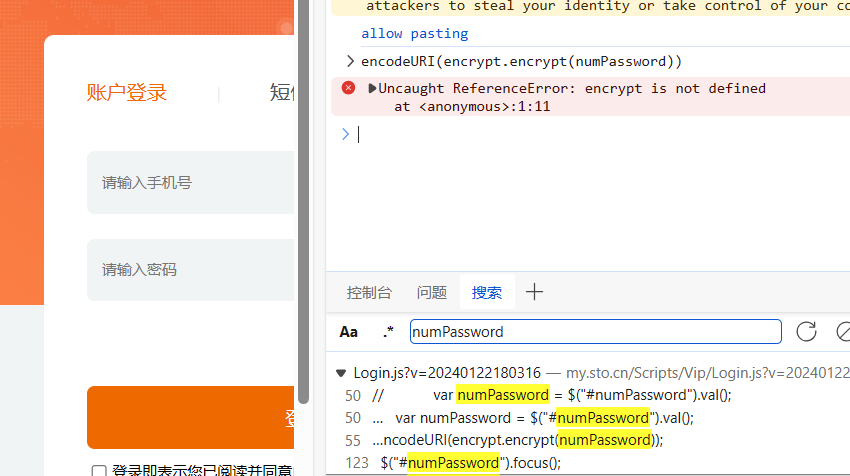 账户登录
请输入手机号
请输入密码
登录即表示您已阅读并同意
attackers to steal your identity or take control of your
allow pasting
encodeURI(encrypt.encrypt(numPassword))
Uncaught ReferenceError: encrypt is not defined
at <anonymous>:1:11
控制台 问题 搜索
Aa .* numPassword
Login.js?v=20240122180316 — my.sto.cn/Scripts/Vip/Login.js?v=20240122
50 // var numPassword = $("#numPassword").val();
50 ... var numPassword = $("#numPassword").val();
55 ...ncodeURI(encrypt.encrypt(numPassword));
123 $("#numPassword").focus();